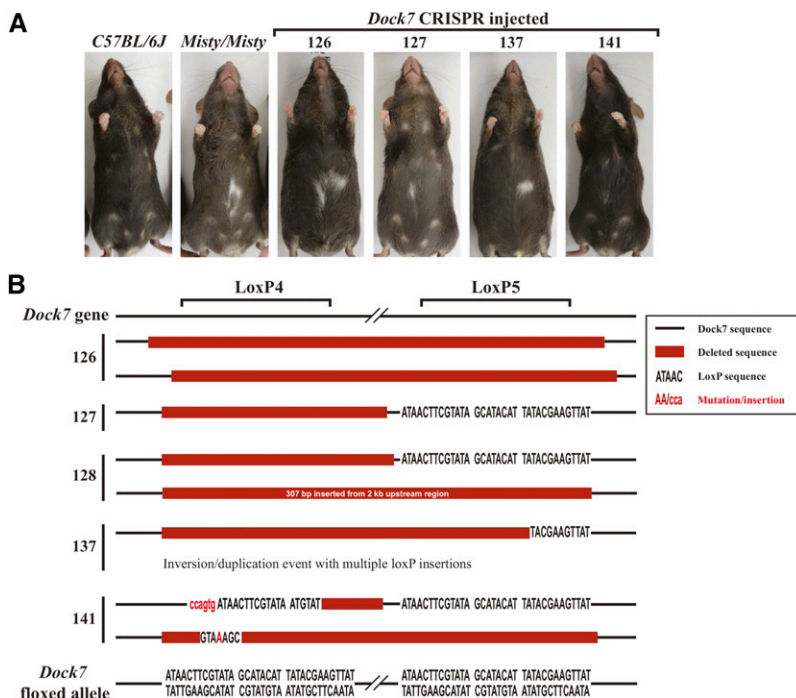 A
Dock7 CRISPR injected
C57BL/6J Misty/Misty 126 127 137 141
B
LoxP4 LoxP5
Dock7 gene
126
127 ATAACTTCGTATA GCATACAT TATACGAAGTTAT
128 ATAACTTCGTATA GCATACAT TATACGAAGTTAT
307 bp inserted from 2 kb upstream region
137 TACGAAGTTAT
Inversion/duplication event with multiple loxP insertions
141 ccagtg ATAACTTCGTATA ATGTAT ATAACTTCGTATA GCATACAT TATACGAAGTTAT
GTAAAGC
Dock7 floxed allele
ATAACTTCGTATA GCATACAT TATACGAAGTTAT ATAACTTCGTATA GCATACAT TATACGAAGTTAT
TATTGAAGCATAT CGTATGTA ATATGCTTCAATA TATTGAAGCATAT CGTATGTA ATATGCTTCAATA
Dock7 sequence
Deleted sequence
ATAAC LoxP sequence
AA/cca Mutation/insertion